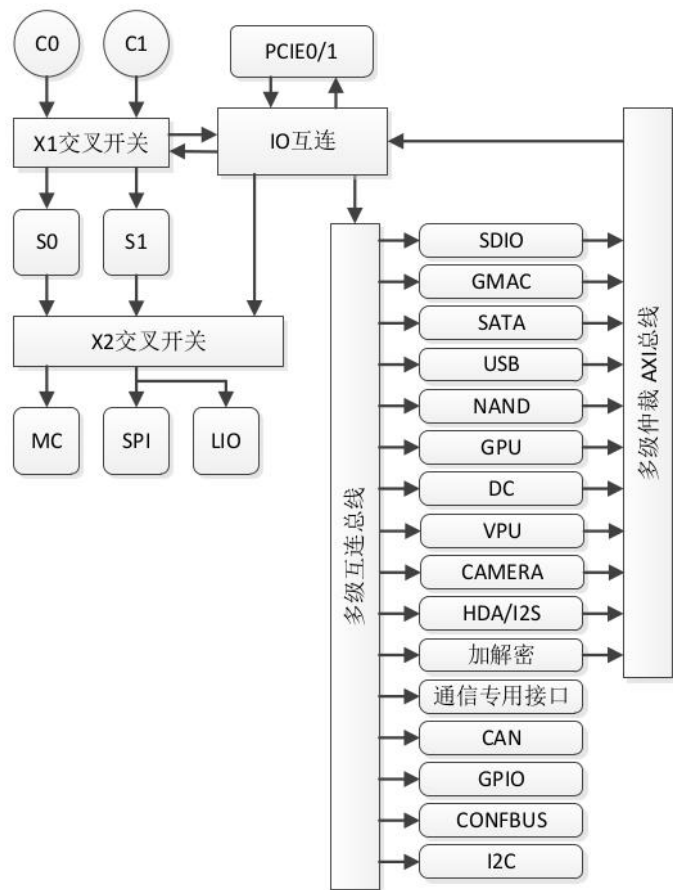 C0
C1
PCIE0/1
X1交叉开关
IO互连
S0
S1
X2交叉开关
MC
SPI
LIO
多级互连总线
SDIO
GMAC
SATA
USB
NAND
GPU
DC
VPU
CAMERA
HDA/I2S
加解密
通信专用接口
CAN
GPIO
CONFBUS
I2C
多级仲裁 AXI总线